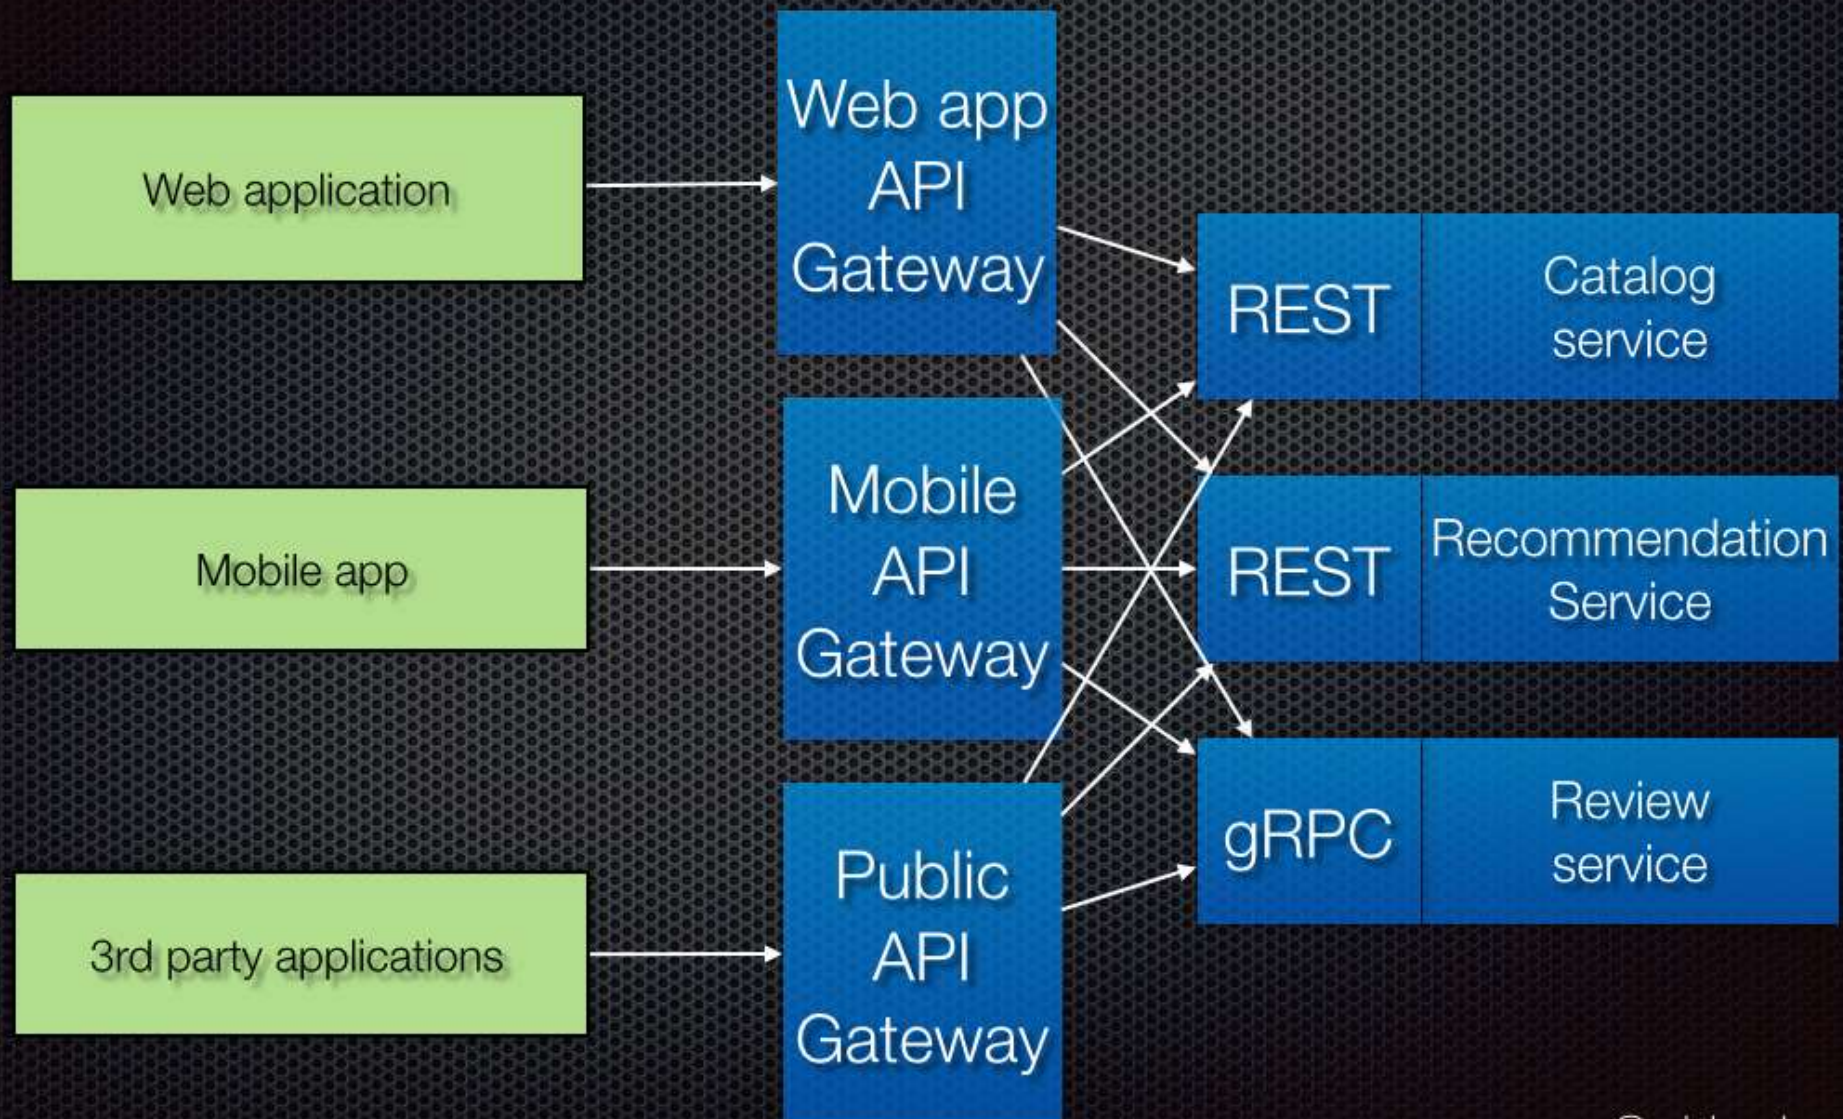 Web application
Web app
API
Gateway
REST
Catalog
service
Mobile app
Mobile
API
Gateway
REST
Recommendation
Service
gRPC
Review
service
3rd party applications
Public
API
Gateway